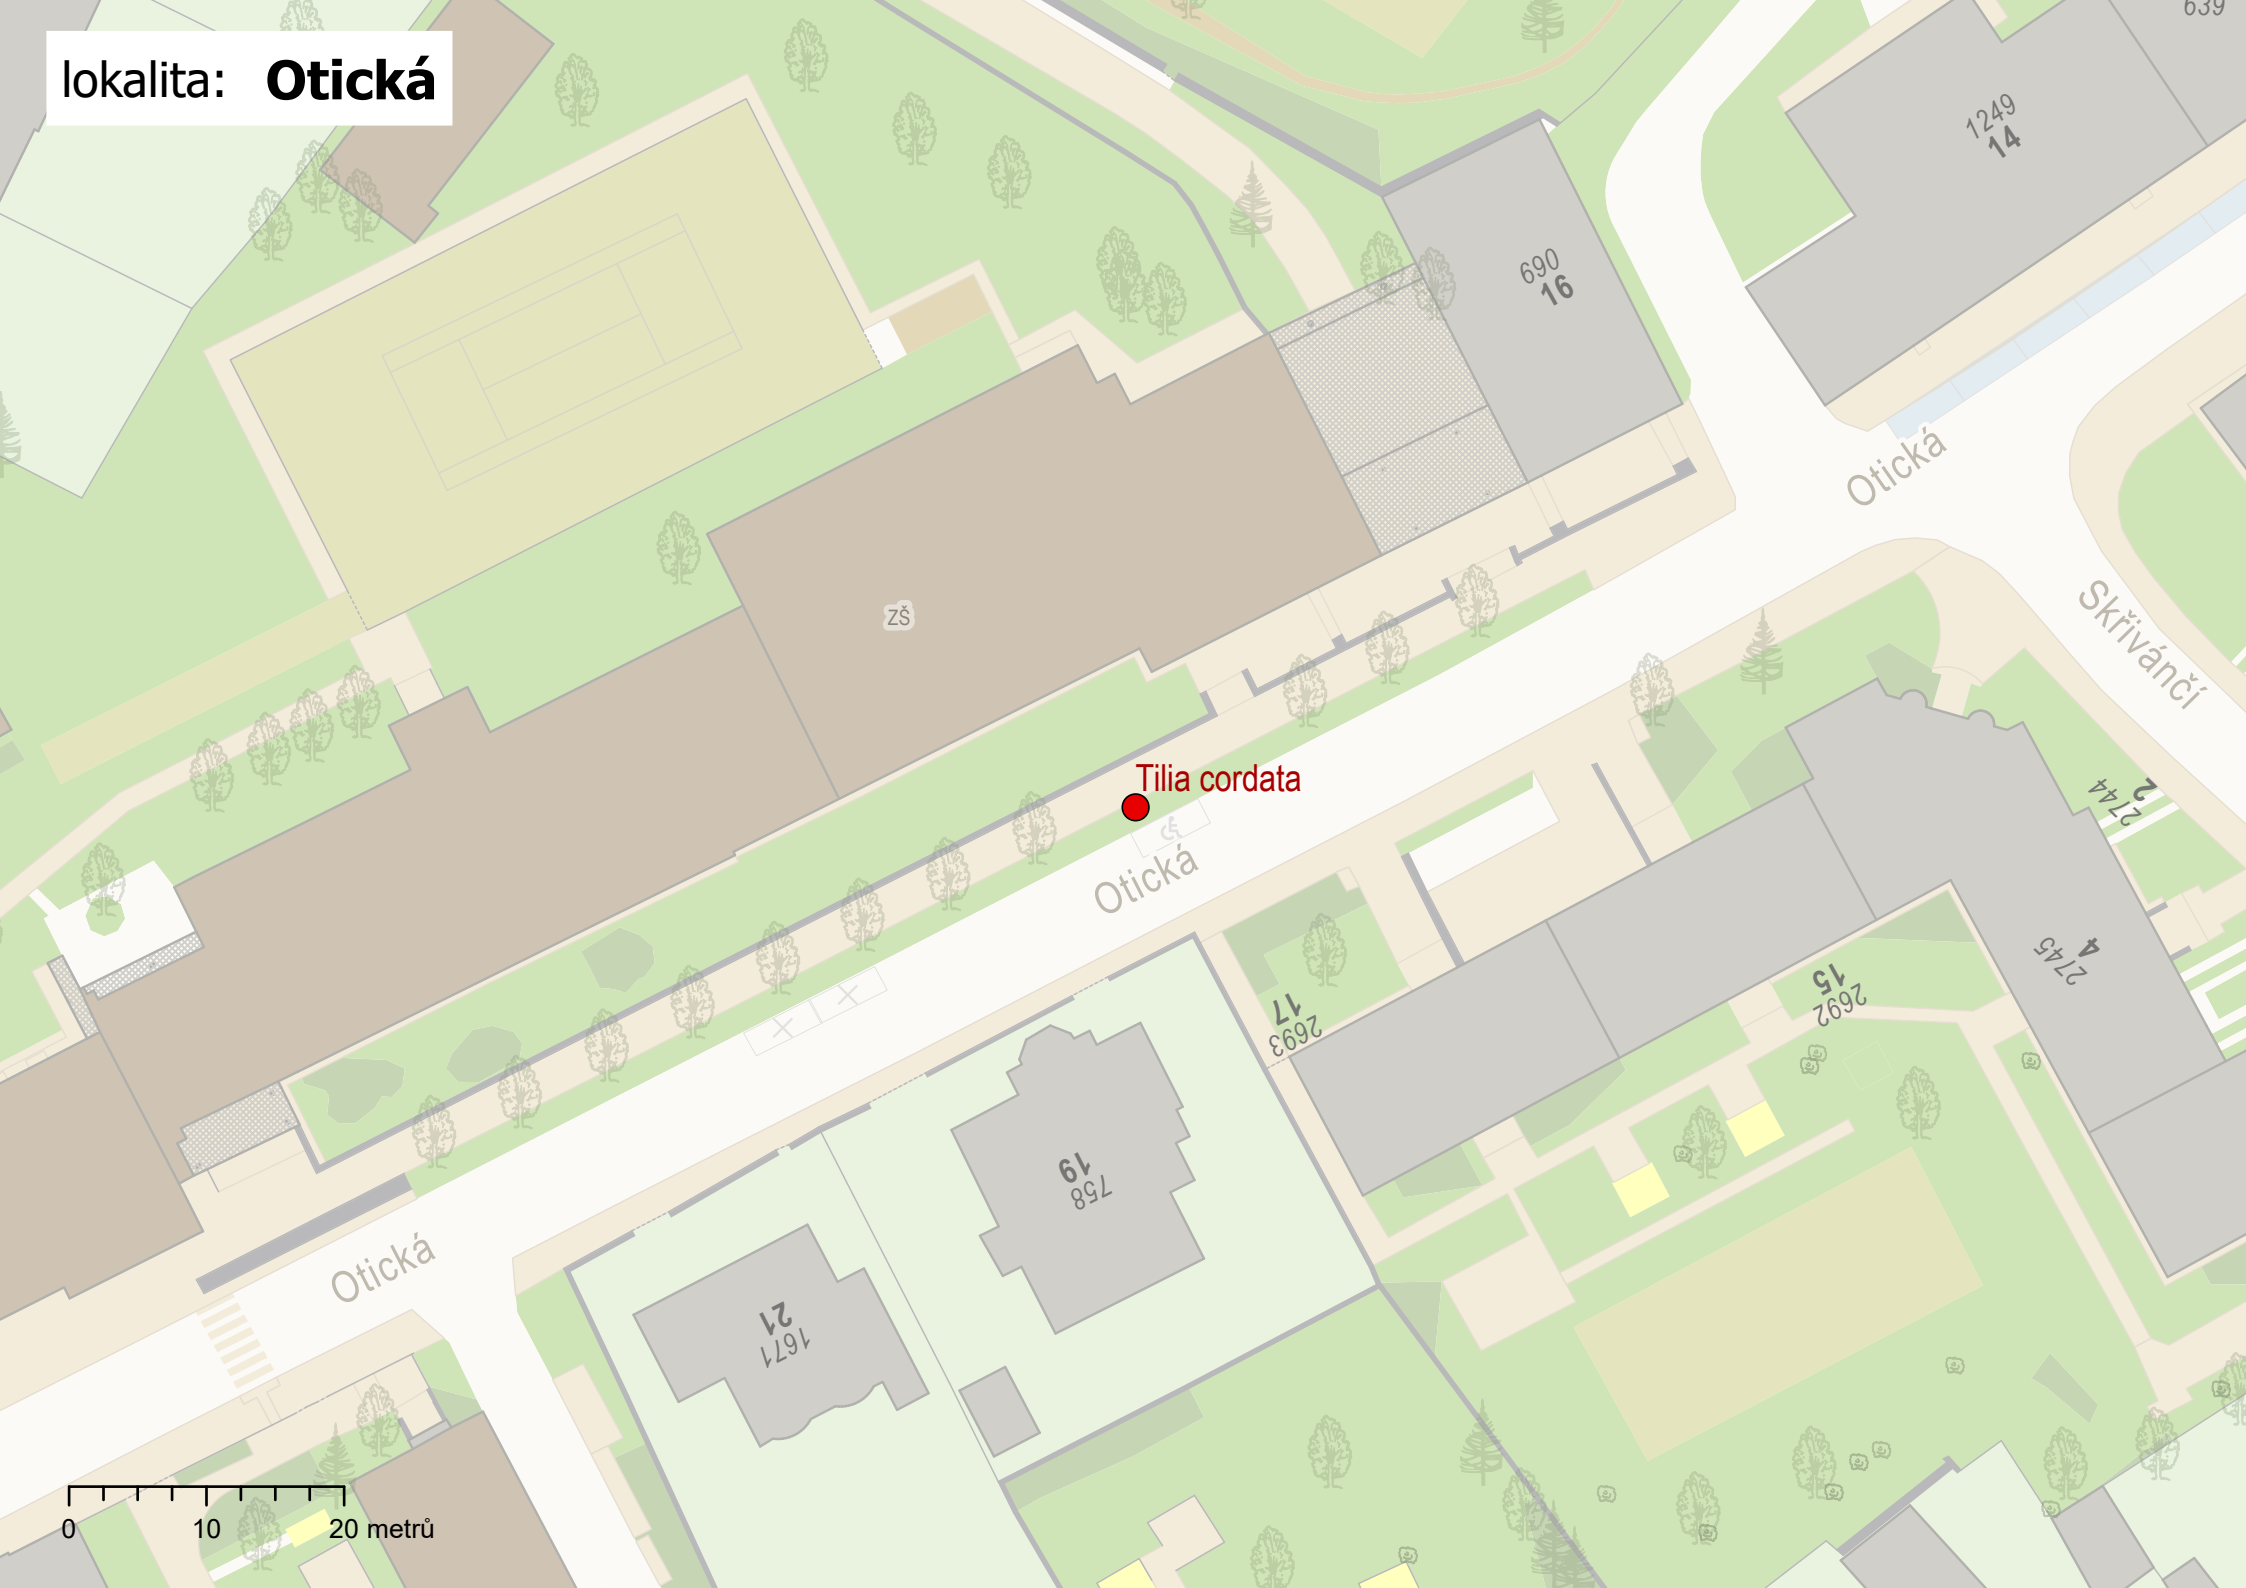 lokalita: Otická
639
1249
14
690
16
Otická
ZŠ
Skřivánčí
Tilia cordata
2
2744
Otická
4
2745
15
2692
17
2693
19
758
Otická
21
1671
0 10 20 metrů